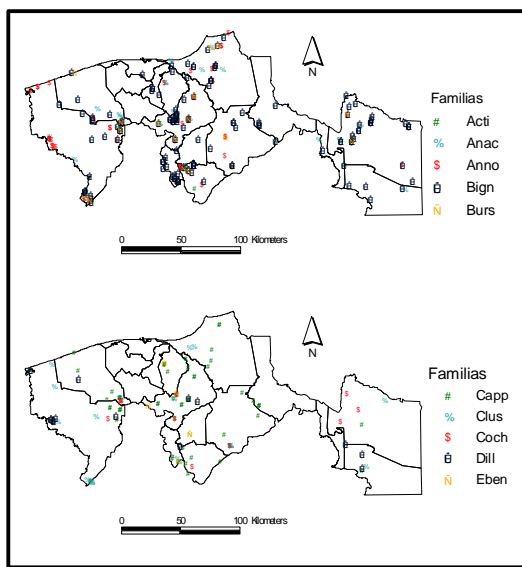 N
Familias
# Acti
% Anac
$ Anno
Bign
Ñ Burs
0 50 100 Kilometers
N
Familias
# Capp
% Clus
$ Coch
Dill
Ñ Eben
0 50 100 Kilometers